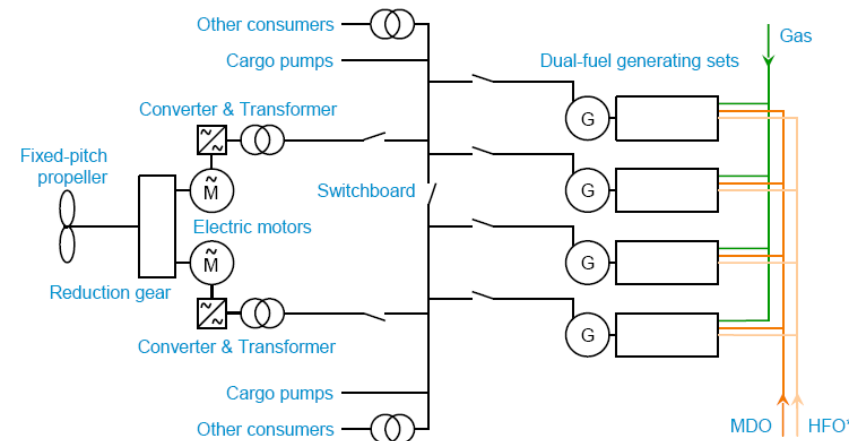 Other consumers
Gas
Cargo pumps
Dual-fuel generating sets
Converter & Transformer
G
Fixed-pitch
propeller
M
Switchboard
G
Electric motors
M
G
Reduction gear
G
Converter & Transformer
Cargo pumps
Other consumers
MDO
HFO*